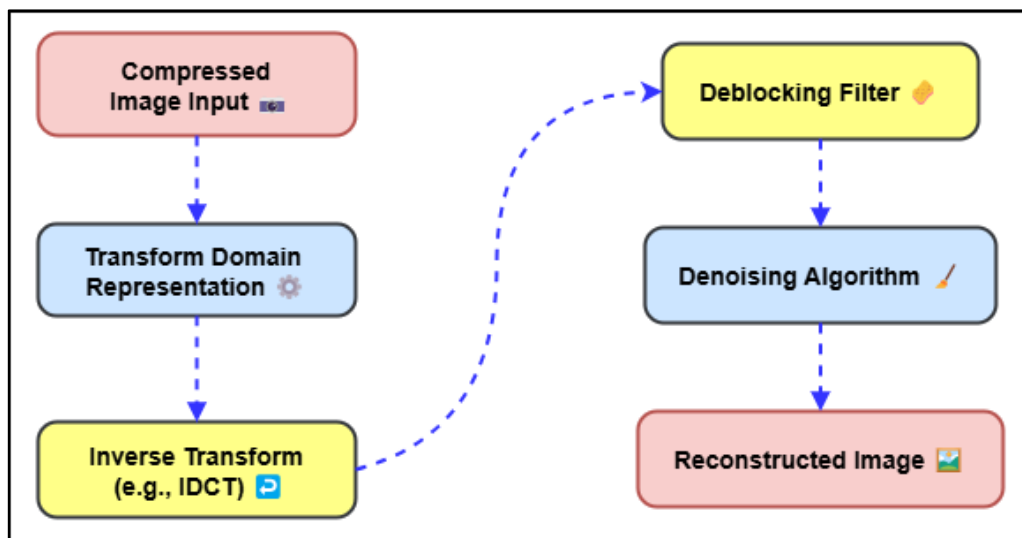 Compressed
Image Input
Transform Domain
Representation
Inverse Transform
(e.g., IDCT)
Deblocking Filter
Denoising Algorithm
Reconstructed Image